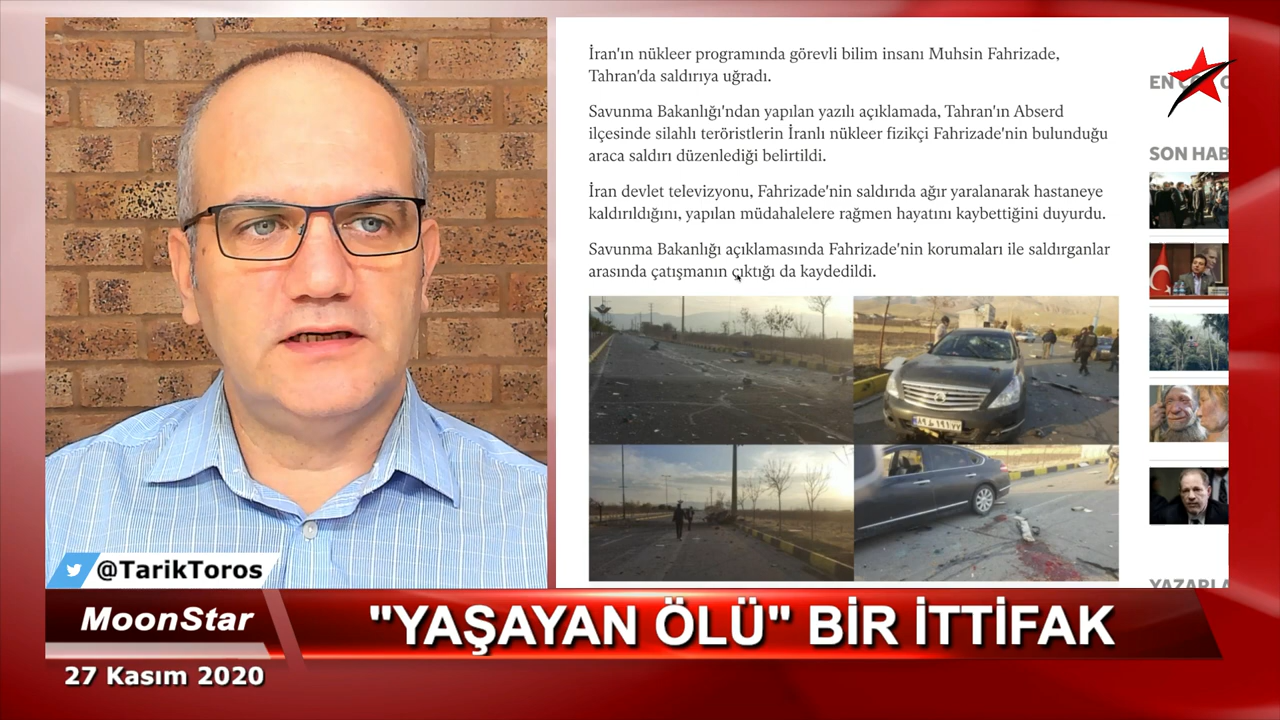 İran'ın nükleer programında görevli bilim insanı Muhsin Fahrizade,
Tahran'da saldırıya uğradı.
Savunma Bakanlığı'ndan yapılan yazılı açıklamada, Tahran'ın Abserd
ilçesinde silahlı teröristlerin İranlı nükleer fizikçi Fahrizade'nin bulunduğu
araca saldırı düzenlediği belirtildi.
İran devlet televizyonu, Fahrizade'nin saldırıda ağır yaralanarak hastaneye
kaldırıldığını, yapılan müdahalelere rağmen hayatını kaybettiğini duyurdu.
Savunma Bakanlığı açıklamasında Fahrizade'nin korumaları ile saldırganlar
arasında çatışmanın çıktığı da kaydedildi.
EN
SON HAB
YAZARLA
@TarikToros
MoonStar
"YAŞAYAN ÖLÜ" BİR İTTİFAK
27 Kasım 2020